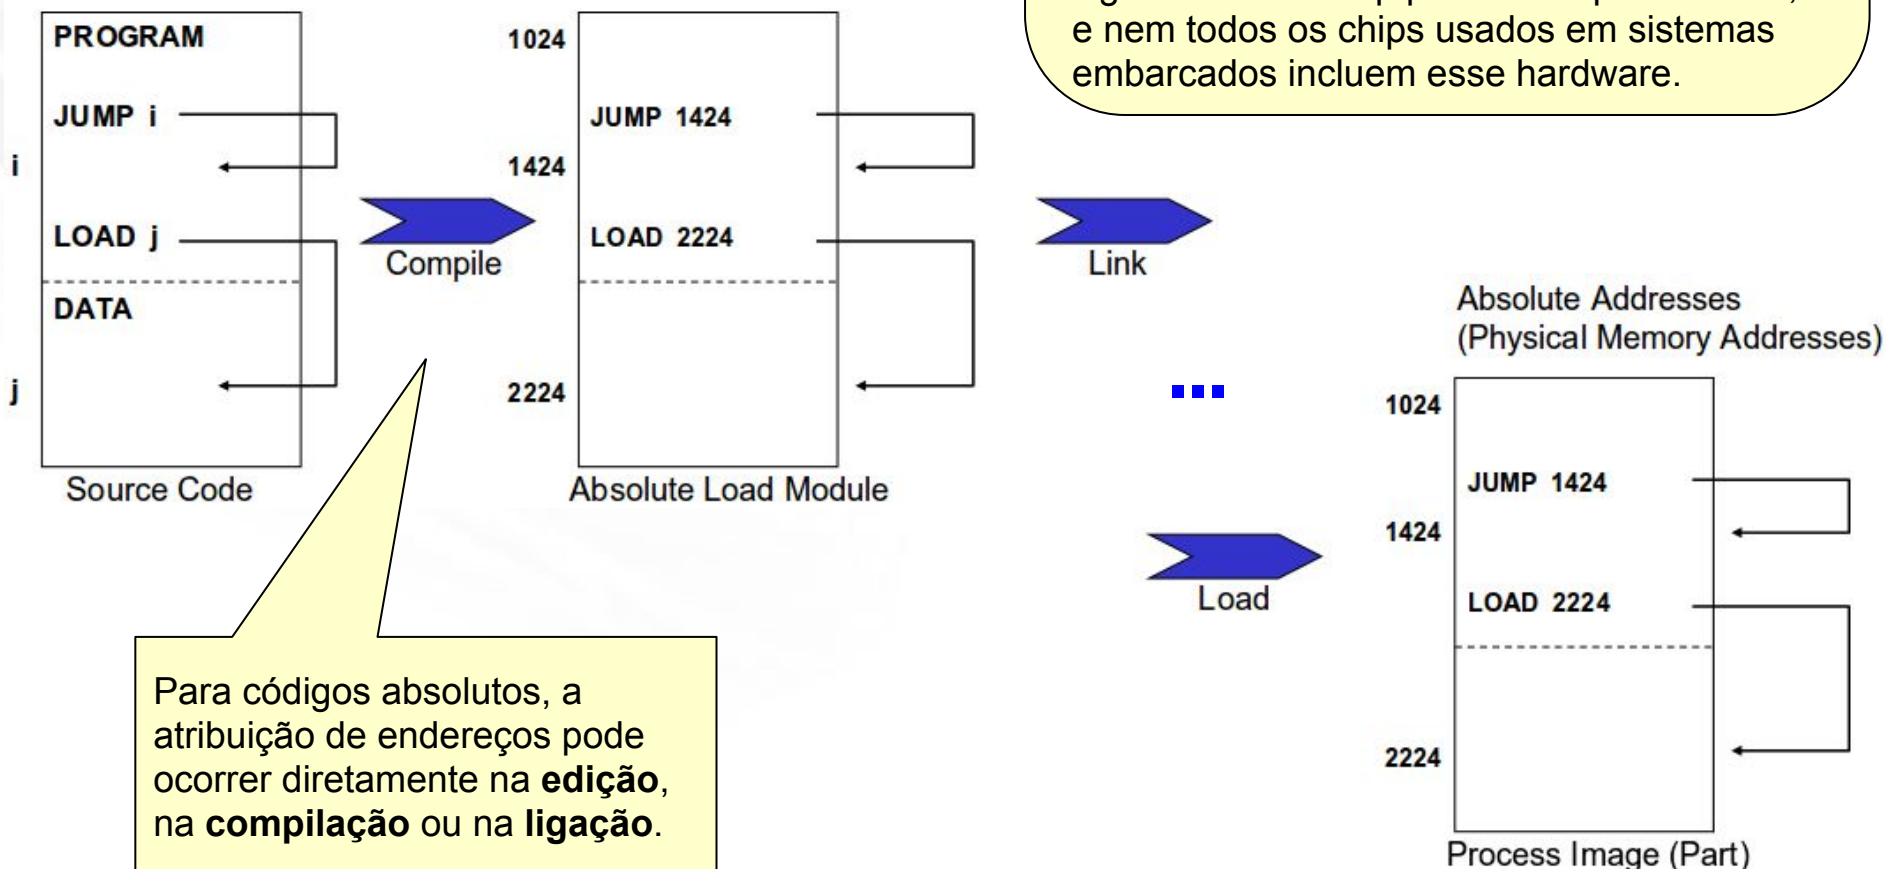 e nem todos os chips usados em sistemas
embarcados incluem esse hardware.
PROGRAM
JUMP i
i
LOAD j
DATA
j
Source Code
Compile
1024
JUMP 1424
1424
LOAD 2224
2224
Absolute Load Module
Link
Absolute Addresses
(Physical Memory Addresses)
1024
JUMP 1424
1424
LOAD 2224
2224
Process Image (Part)
Load
Para códigos absolutos, a
atribuição de endereços pode
ocorrer diretamente na edição,
na compilação ou na ligação.